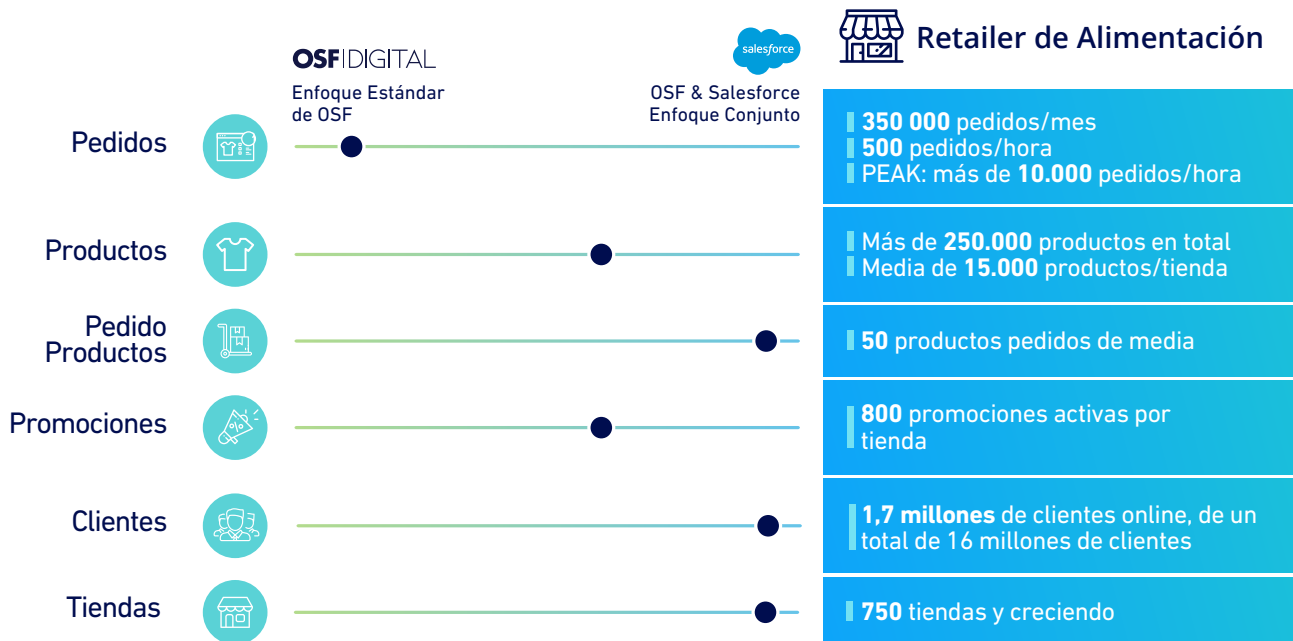 Retailer de Alimentación
OSF DIGITAL
salesforce
Enfoque Estándar
de OSF
OSF & Salesforce
Enfoque Conjunto
Pedidos
350 000 pedidos/mes
500 pedidos/hora
PEAK: más de 10.000 pedidos/hora
Productos
Más de 250.000 productos en total
Media de 15.000 productos/tienda
Pedido
Productos
50 productos pedidos de media
Promociones
800 promociones activas por
tienda
Clientes
1,7 millones de clientes online, de un
total de 16 millones de clientes
Tiendas
750 tiendas y creciendo